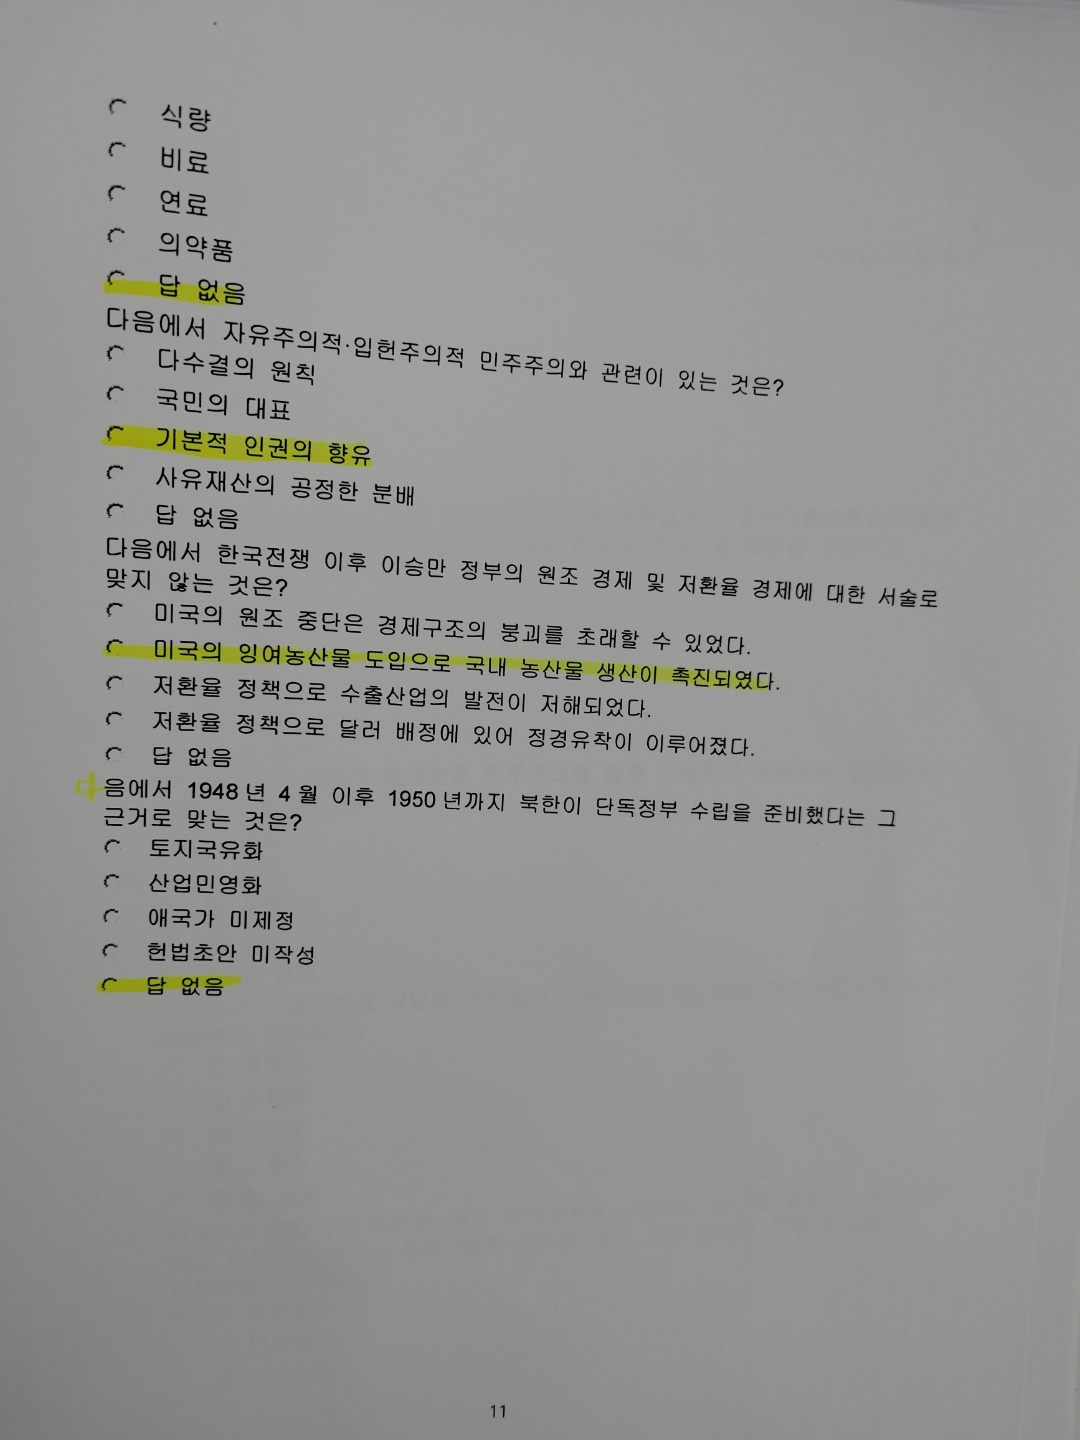 식량
비료
연료
의약품
답 없음
다음에서 자유주의적·입헌주의적 민주주의와 관련이 있는 것은?
다수결의 원칙
국민의 대표
기본적 인권의 향유
사유재산의 공정한 분배
답 없음
다음에서 한국전쟁 이후 이승만 정부의 원조 경제 및 저환율 경제에 대한 서술로
맞지 않는 것은?
미국의 원조 중단은 경제구조의 붕괴를 초래할 수 있었다.
미국의 잉여농산물 도입으로 국내 농산물 생산이 촉진되었다.
저환율 정책으로 수출산업의 발전이 저해되었다.
저환율 정책으로 달러 배정에 있어 정경유착이 이루어졌다.
답 없음
다음에서 1948년 4월 이후 1950년까지 북한이 단독정부 수립을 준비했다는 그
근거로 맞는 것은?
토지국유화
산업민영화
애국가 미제정
헌법초안 미작성
답 없음
11